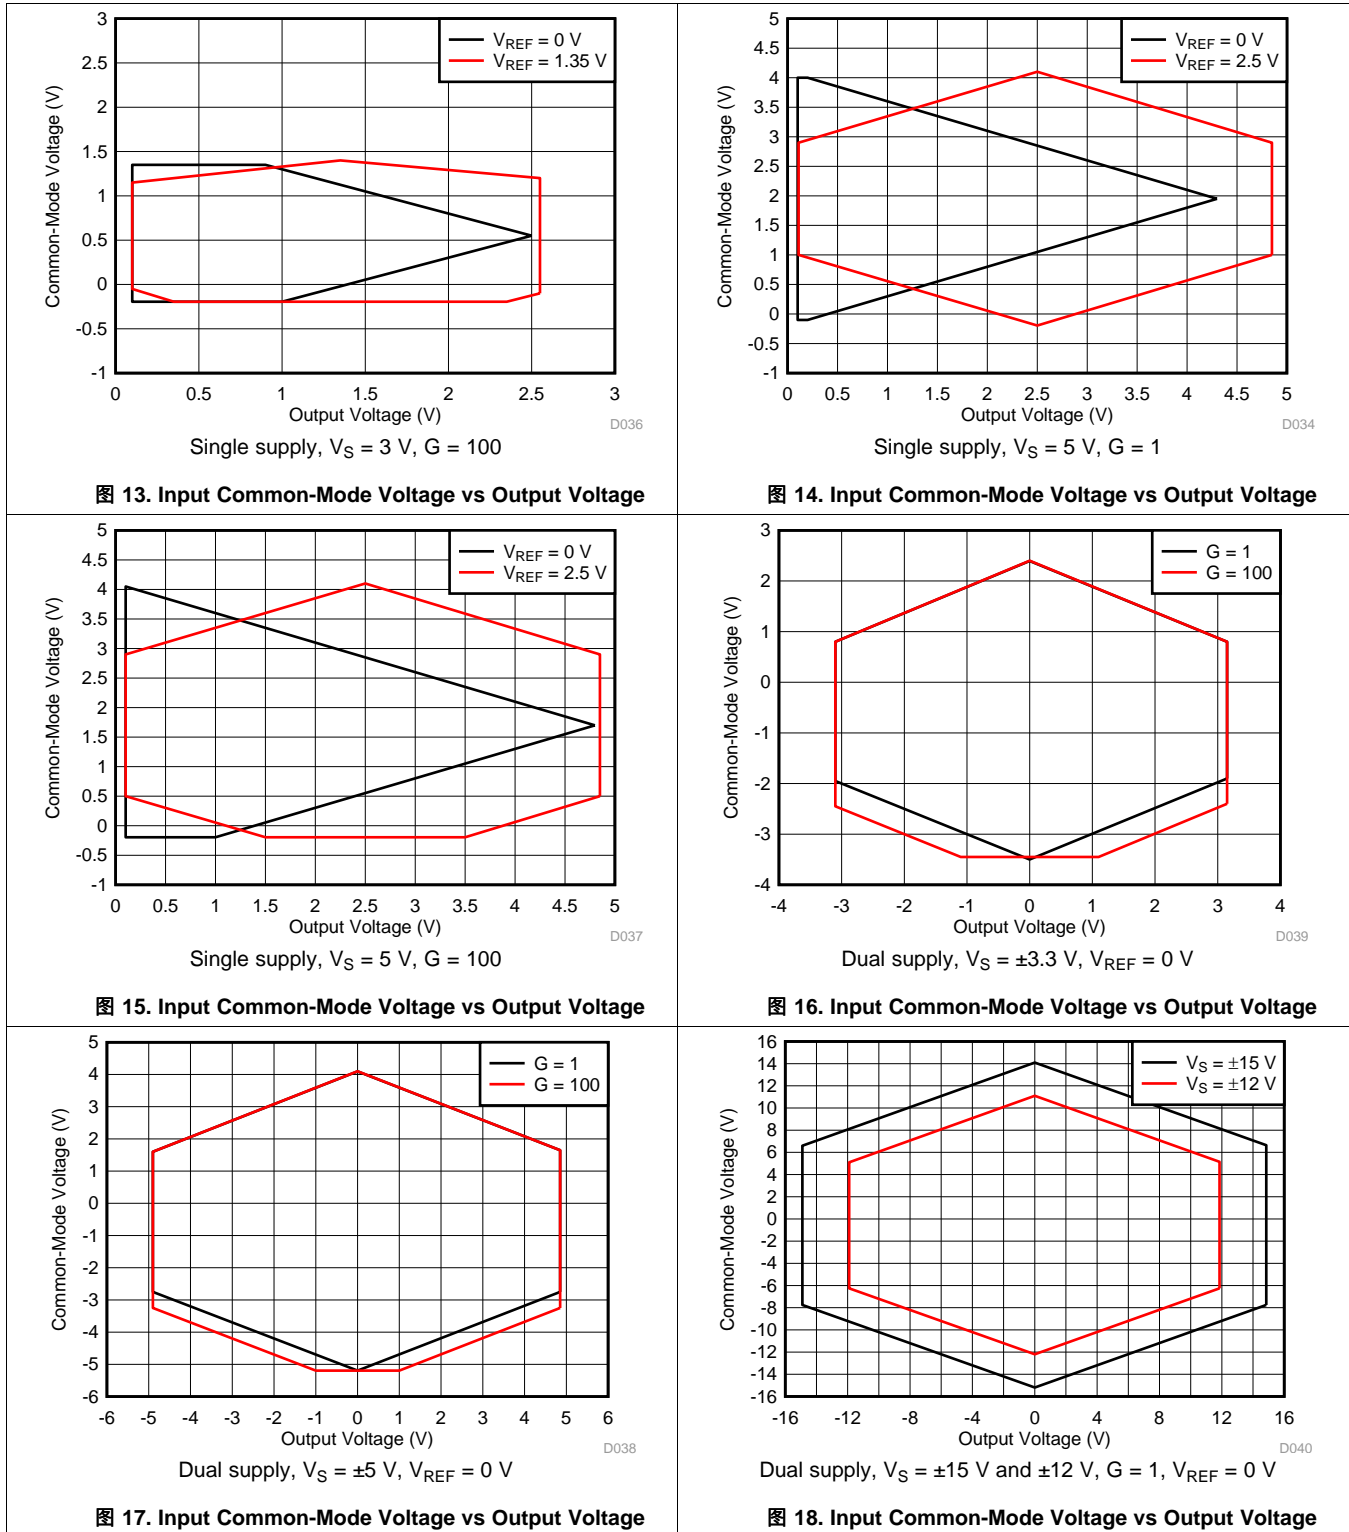 3
2.5
2
1.5
1
0.5
0
-0.5
-1
Common-Mode Voltage (V)
VREF = 0 V
VREF = 1.35 V
0 0.5 1 1.5 2 2.5 3
Output Voltage (V)
D036
Single supply, VS = 3 V, G = 100
图 13. Input Common-Mode Voltage vs Output Voltage
5
4.5
4
3.5
3
2.5
2
1.5
1
0.5
0
-0.5
-1
Common-Mode Voltage (V)
VREF = 0 V
VREF = 2.5 V
0 0.5 1 1.5 2 2.5 3 3.5 4 4.5 5
Output Voltage (V)
D034
Single supply, VS = 5 V, G = 1
图 14. Input Common-Mode Voltage vs Output Voltage
5
4.5
4
3.5
3
2.5
2
1.5
1
0.5
0
-0.5
-1
Common-Mode Voltage (V)
VREF = 0 V
VREF = 2.5 V
0 0.5 1 1.5 2 2.5 3 3.5 4 4.5 5
Output Voltage (V)
D037
Single supply, VS = 5 V, G = 100
图 15. Input Common-Mode Voltage vs Output Voltage
3
2
1
0
-1
-2
-3
-4
Common-Mode Voltage (V)
G = 1
G = 100
-4 -3 -2 -1 0 1 2 3 4
Output Voltage (V)
D039
Dual supply, VS = ±3.3 V, VREF = 0 V
图 16. Input Common-Mode Voltage vs Output Voltage
5
4
3
2
1
0
-1
-2
-3
-4
-5
-6
Common-Mode Voltage (V)
G = 1
G = 100
-6 -5 -4 -3 -2 -1 0 1 2 3 4 5 6
Output Voltage (V)
D038
Dual supply, VS = ±5 V, VREF = 0 V
图 17. Input Common-Mode Voltage vs Output Voltage
16
14
12
10
8
6
4
2
0
-2
-4
-6
-8
-10
-12
-14
-16
Common-Mode Voltage (V)
VS = ±15 V
VS = ±12 V
-16 -12 -8 -4 0 4 8 12 16
Output Voltage (V)
D040
Dual supply, VS = ±15 V and ±12 V, G = 1, VREF = 0 V
图 18. Input Common-Mode Voltage vs Output Voltage